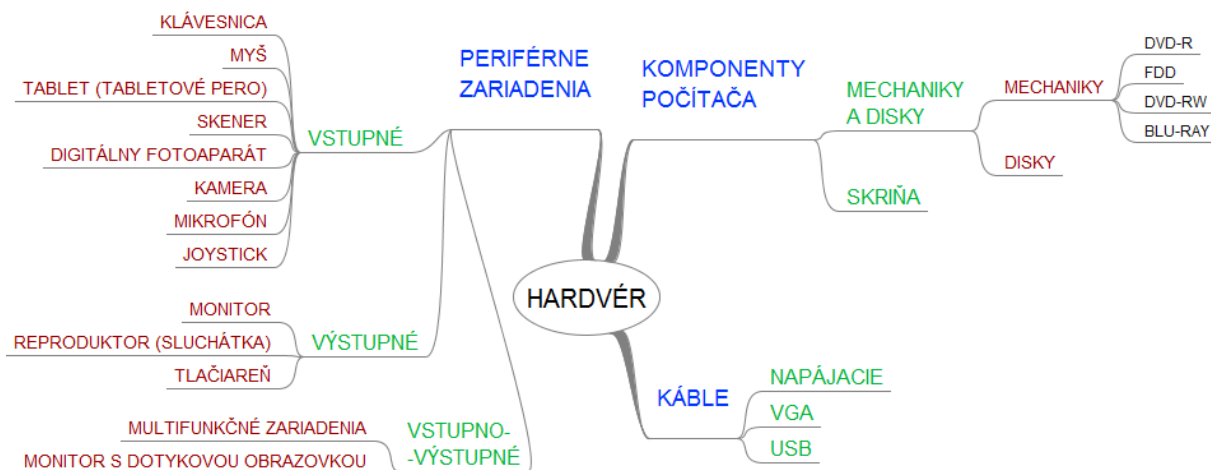 KLÁVESNICA
MYŠ
TABLET (TABLETOVÉ PERO)
SKENER
DIGITÁLNY FOTOAPARÁT
KAMERA
MIKROFÓN
JOYSTICK
VSTUPNÉ
PERIFÉRNE
ZARIADENIA
MONITOR
REPRODUKTOR (SLUCHÁTKA)
TLAČIAREŇ
VÝSTUPNÉ
MULTIFUNKČNÉ ZARIADENIA
MONITOR S DOTYKOVOU OBRAZOVKOU
VSTUPNO-
-VÝSTUPNÉ
HARDVÉR
KOMPONENTY
POČÍTAČA
MECHANIKY
A DISKY
MECHANIKY
DVD-R
FDD
DVD-RW
BLU-RAY
DISKY
SKRIŇA
KÁBLE
NAPÁJACIE
VGA
USB